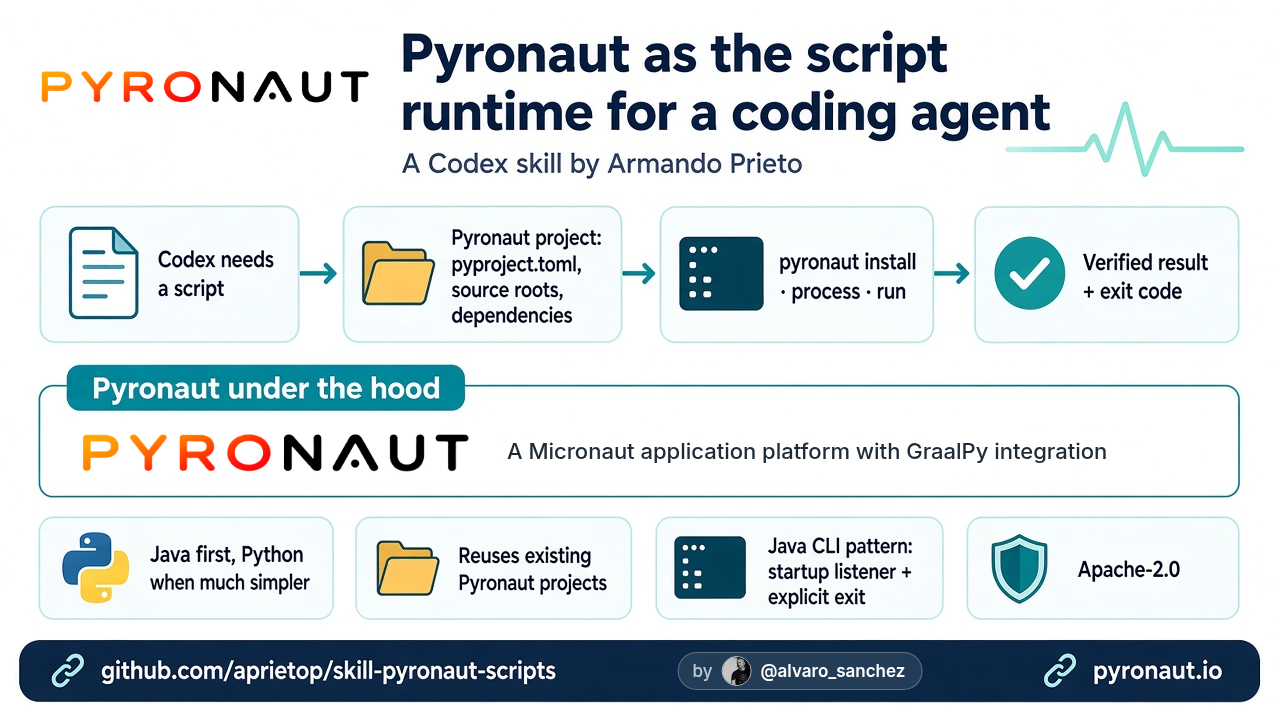 PYRONAUT
Pyronaut as the script
runtime for a coding agent
A Codex skill by Armando Prieto
Codex needs
a script
Pyronaut project:
pyproject.toml,
source roots,
dependencies
pyronaut install
· process · run
Verified result
+ exit code
Pyronaut under the hood
PYRONAUT
A Micronaut application platform with GraalPy integration
Java first, Python
when much simpler
Reuses existing
Pyronaut projects
Java CLI pattern:
startup listener +
explicit exit
Apache-2.0
github.com/aprietop/skill-pyronaut-scripts
by @alvaro_sanchez
pyronaut.io